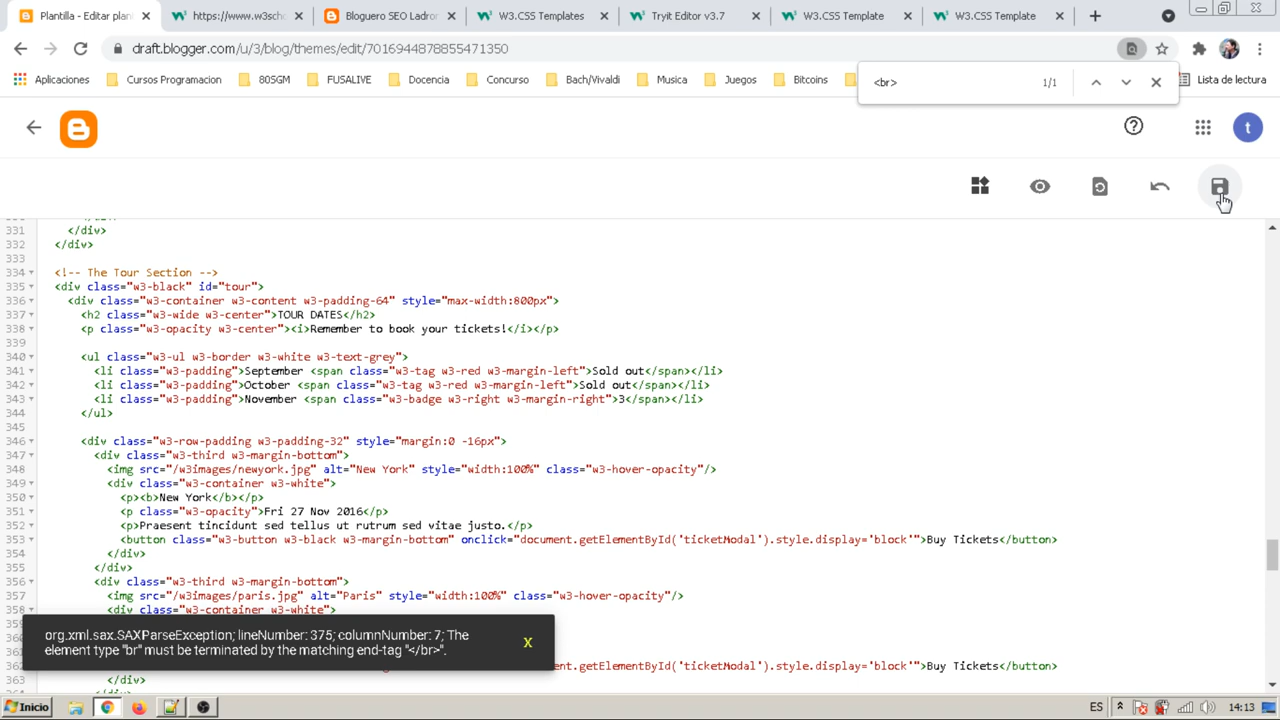 Plantilla - Editar plane
https://www.w3scho
Bloguero SEO Ladron
W3.CSS Templates
Tryit Editor v3.7
W3.CSS Template
W3.CSS Template
draft.blogger.com/u/3/blog/themes/edit/7016944878855471350
Aplicaciones
Cursos Programacion
80SGM
FUSALIVE
Docencia
Concurso
Bach/Vivaldi
Musica
Juegos
Bitcoins
Lista de lectura
<br> 1/1
t
331 </div>
332 </div>
333
334 <!-- The Tour Section -->
335 <div class="w3-black" id="tour">
336 <div class="w3-container w3-content w3-padding-64" style="max-width:800px">
337 <h2 class="w3-wide w3-center">TOUR DATES</h2>
338 <p class="w3-opacity w3-center"><i>Remember to book your tickets!</i></p>
339
340 <ul class="w3-ul w3-border w3-white w3-text-grey">
341 <li class="w3-padding">September <span class="w3-tag w3-red w3-margin-left">Sold out</span></li>
342 <li class="w3-padding">October <span class="w3-tag w3-red w3-margin-left">Sold out</span></li>
343 <li class="w3-padding">November <span class="w3-badge w3-right w3-margin-right">3</span></li>
344 </ul>
345
346 <div class="w3-row-padding w3-padding-32" style="margin:0 -16px">
347 <div class="w3-third w3-margin-bottom">
348 <img src="/w3images/newyork.jpg" alt="New York" style="width:100%" class="w3-hover-opacity"/>
349 <div class="w3-container w3-white">
350 <p><b>New York</b></p>
351 <p class="w3-opacity">Fri 27 Nov 2016</p>
352 <p>Praesent tincidunt sed tellus ut rutrum sed vitae justo.</p>
353 <button class="w3-button w3-black w3-margin-bottom" onclick="document.getElementById('ticketModal').style.display='block'">Buy Tickets</button>
354 </div>
355 </div>
356 <div class="w3-third w3-margin-bottom">
357 <img src="/w3images/paris.jpg" alt="Paris" style="width:100%" class="w3-hover-opacity"/>
358 <div class="w3-container w3-white">
document.getElementById('ticketModal').style.display='block'">Buy Tickets</button>
363 </div>
org.xml.sax.SAXParseException; lineNumber: 375; columnNumber: 7; The
element type "br" must be terminated by the matching end-tag "</br>".
X
Inicio
ES
14:13